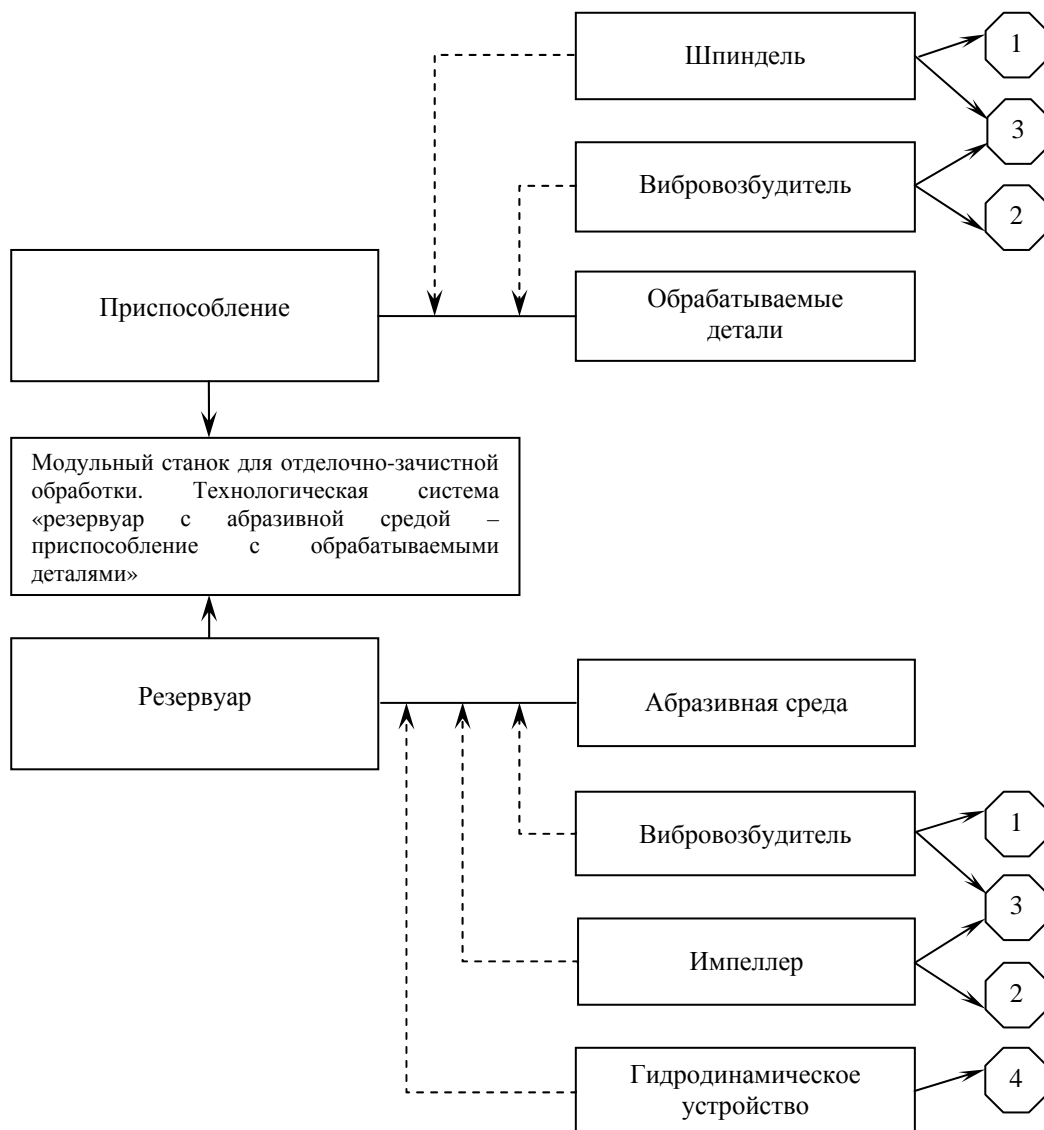 Шпиндель
1
3
Вибровозбудитель
2
Приспособление
Обрабатываемые
детали
Модульный станок для отделочно-зачистной
обработки. Технологическая система
«резервуар с абразивной средой –
приспособление с обрабатываемыми
деталями»
Резервуар
Абразивная среда
Вибровозбудитель
1
3
Импеллер
2
Гидродинамическое
устройство
4